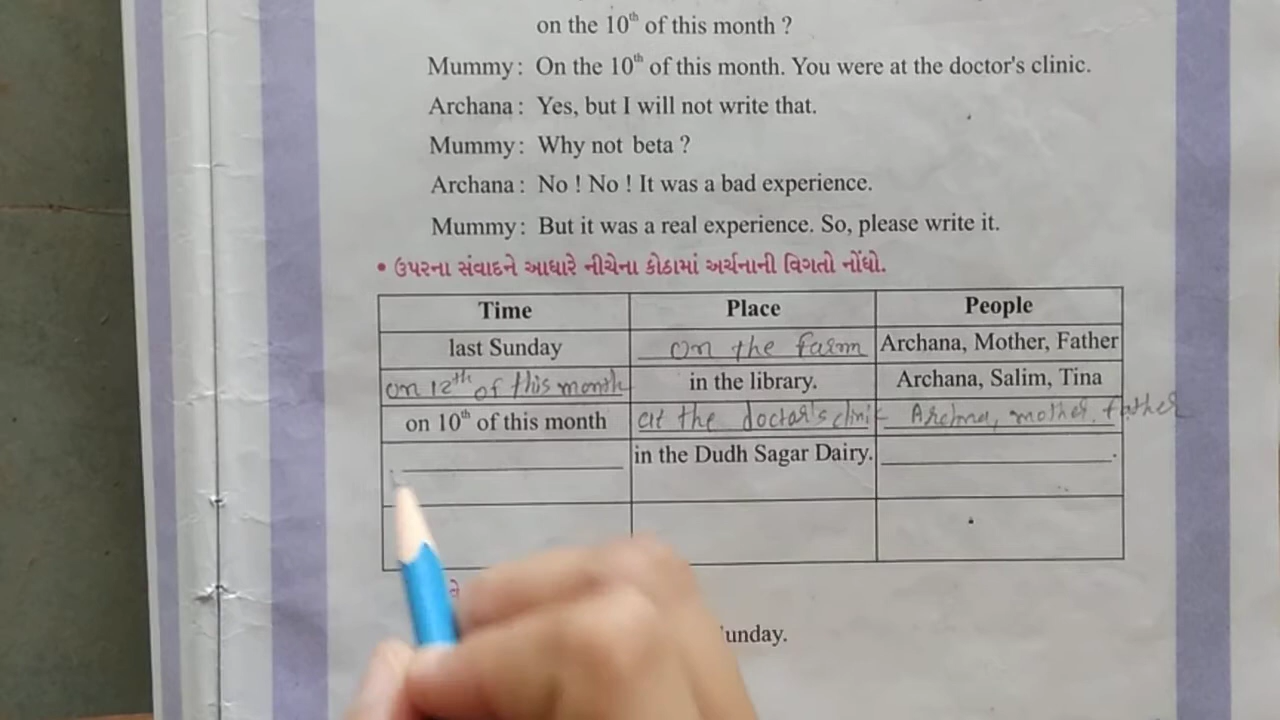 on the 10th of this month ?
Mummy : On the 10th of this month. You were at the doctor's clinic.
Archana : Yes, but I will not write that.
Mummy : Why not beta ?
Archana : No ! No ! It was a bad experience.
Mummy : But it was a real experience. So, please write it.
• ઉપરના સંવાદને આધારે નીચેના કોઠામાં અર્ચનાની વિગતો નોંધો.
Time Place People
last Sunday on the farm Archana, Mother, Father
on 12th of this month in the library. Archana, Salim, Tina
on 10th of this month at the doctor's clinic Archna, mother, father
in the Dudh Sagar Dairy.
unday.